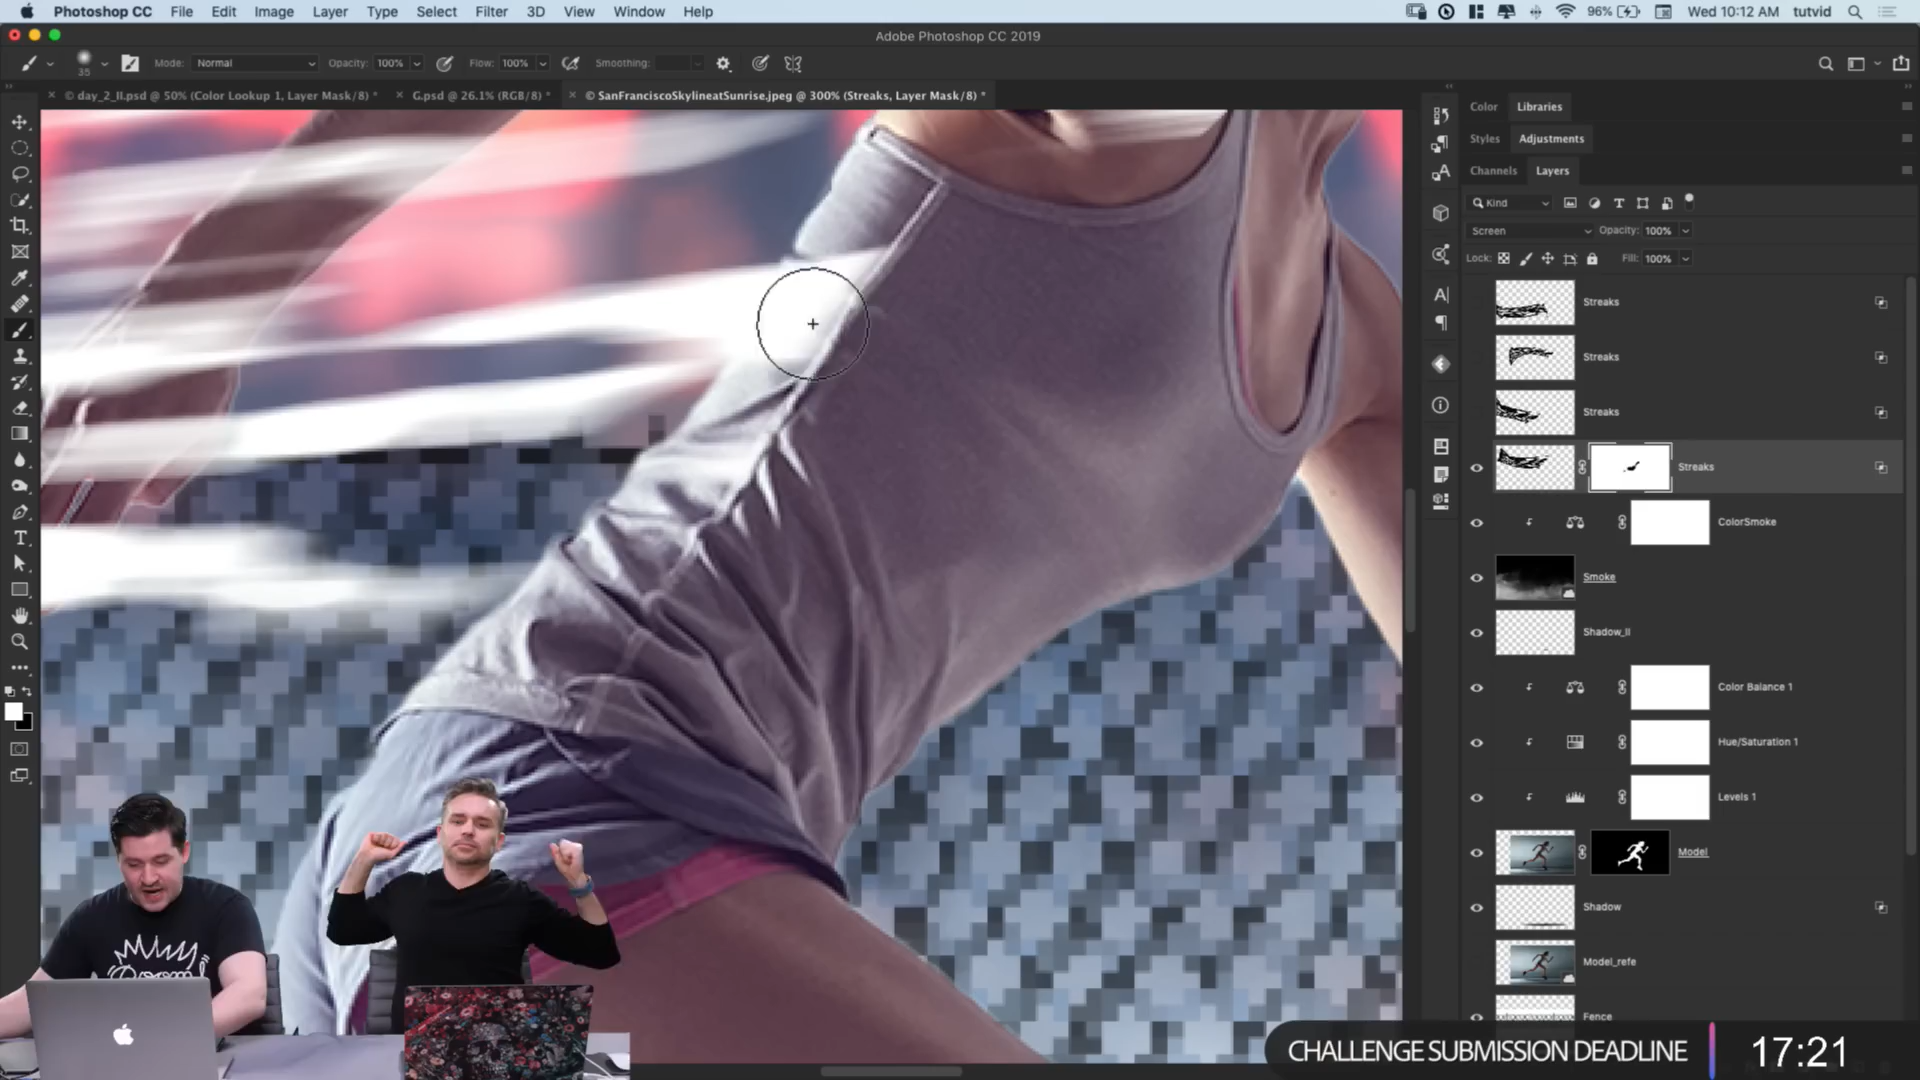 Photoshop CC File Edit Image Layer Type Select Filter 3D View Window Help 96% Wed 10:12 AM tutvid
Adobe Photoshop CC 2019
35 Mode: Normal Opacity: 100% Flow: 100% Smoothing:
© day_2_II.psd @ 50% (Color Lookup 1, Layer Mask/8) * G.psd @ 26.1% (RGB/8) * © SanFranciscoSkylineatSunrise.jpeg @ 300% (Streaks, Layer Mask/8) *
Color Libraries
Styles Adjustments
Channels Layers
Kind
Screen Opacity: 100%
Lock: Fill: 100%
Streaks
Streaks
Streaks
Streaks
ColorSmoke
Smoke
Shadow_II
Color Balance 1
Hue/Saturation 1
Levels 1
Model
Shadow
Model_refe
Fence
CHALLENGE SUBMISSION DEADLINE 17:21